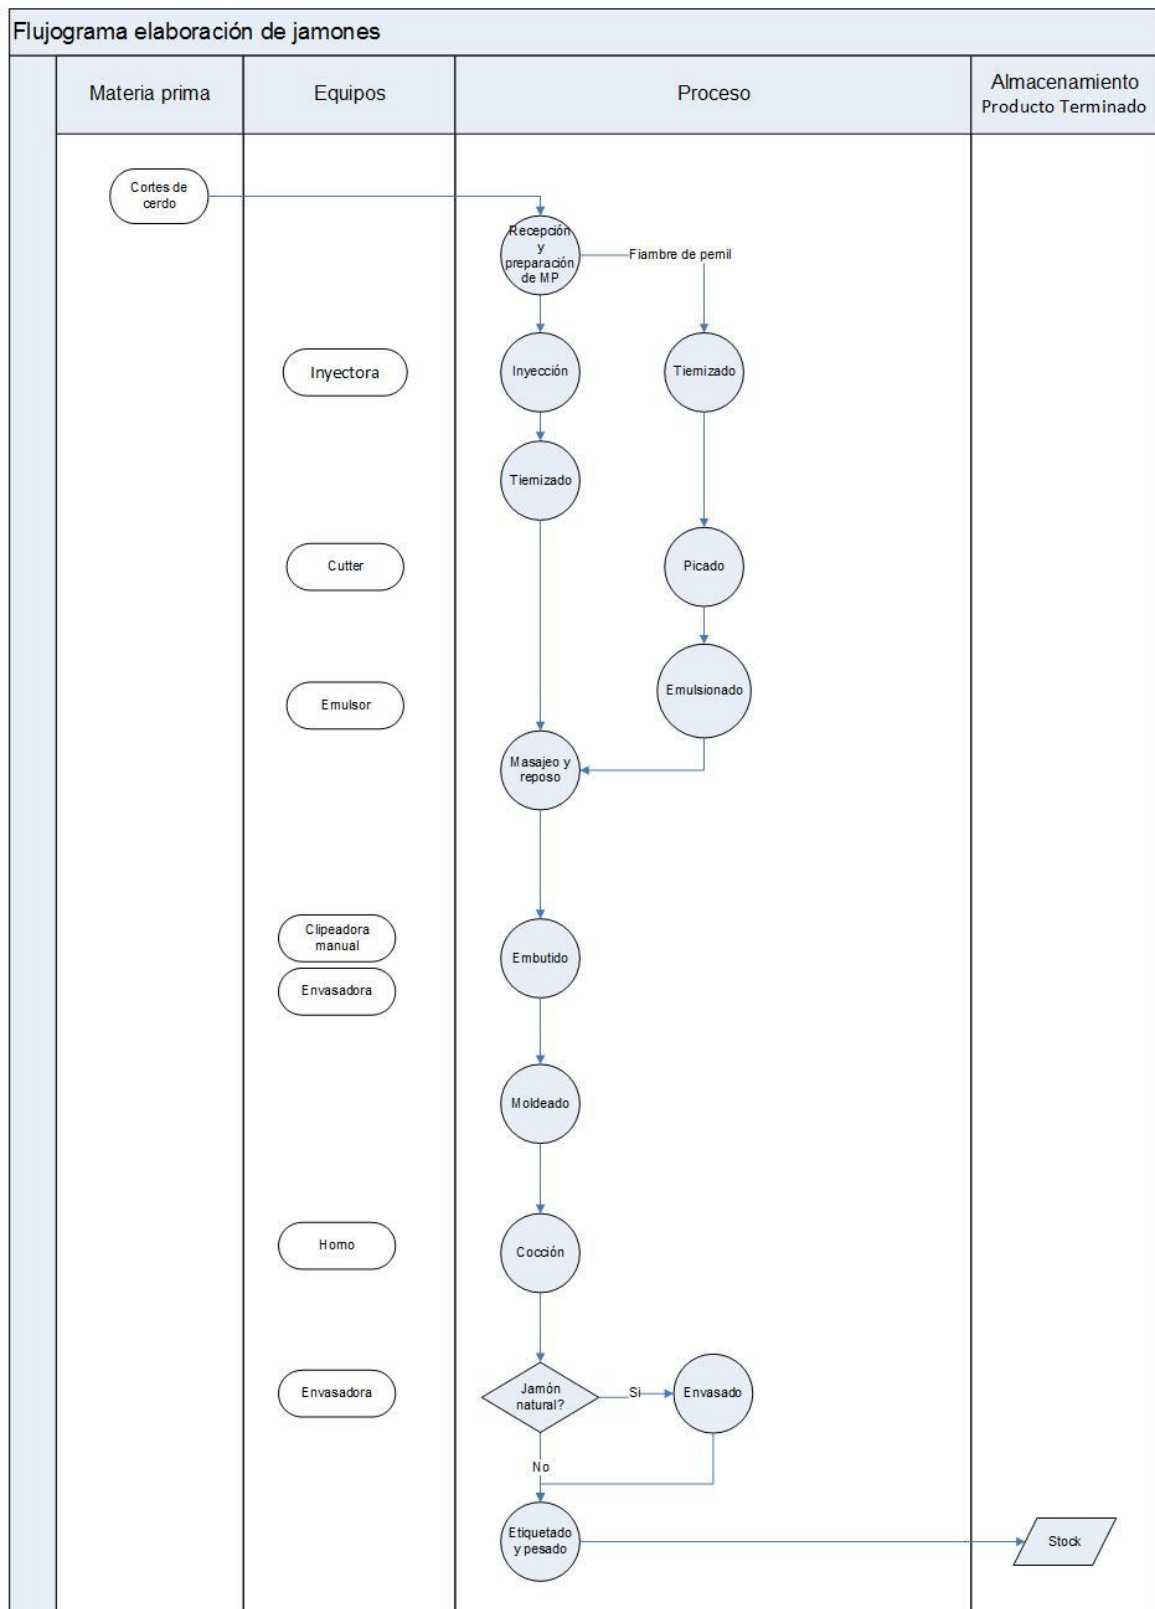 Flujograma elaboración de jamones
Materia prima
Equipos
Proceso
Almacenamiento
Producto Terminado
Cortes de
cerdo
Recepción
y
preparación
de MP
Fiambre de pernil
Inyectora
Inyección
Tiernizado
Tiernizado
Cutter
Picado
Emulsor
Emulsionado
Masajeo y
reposo
Clipeadora
manual
Embutido
Envasadora
Moldeado
Horno
Cocción
Envasadora
Jamón
natural?
Si
Envasado
No
Etiquetado
y pesado
Stock